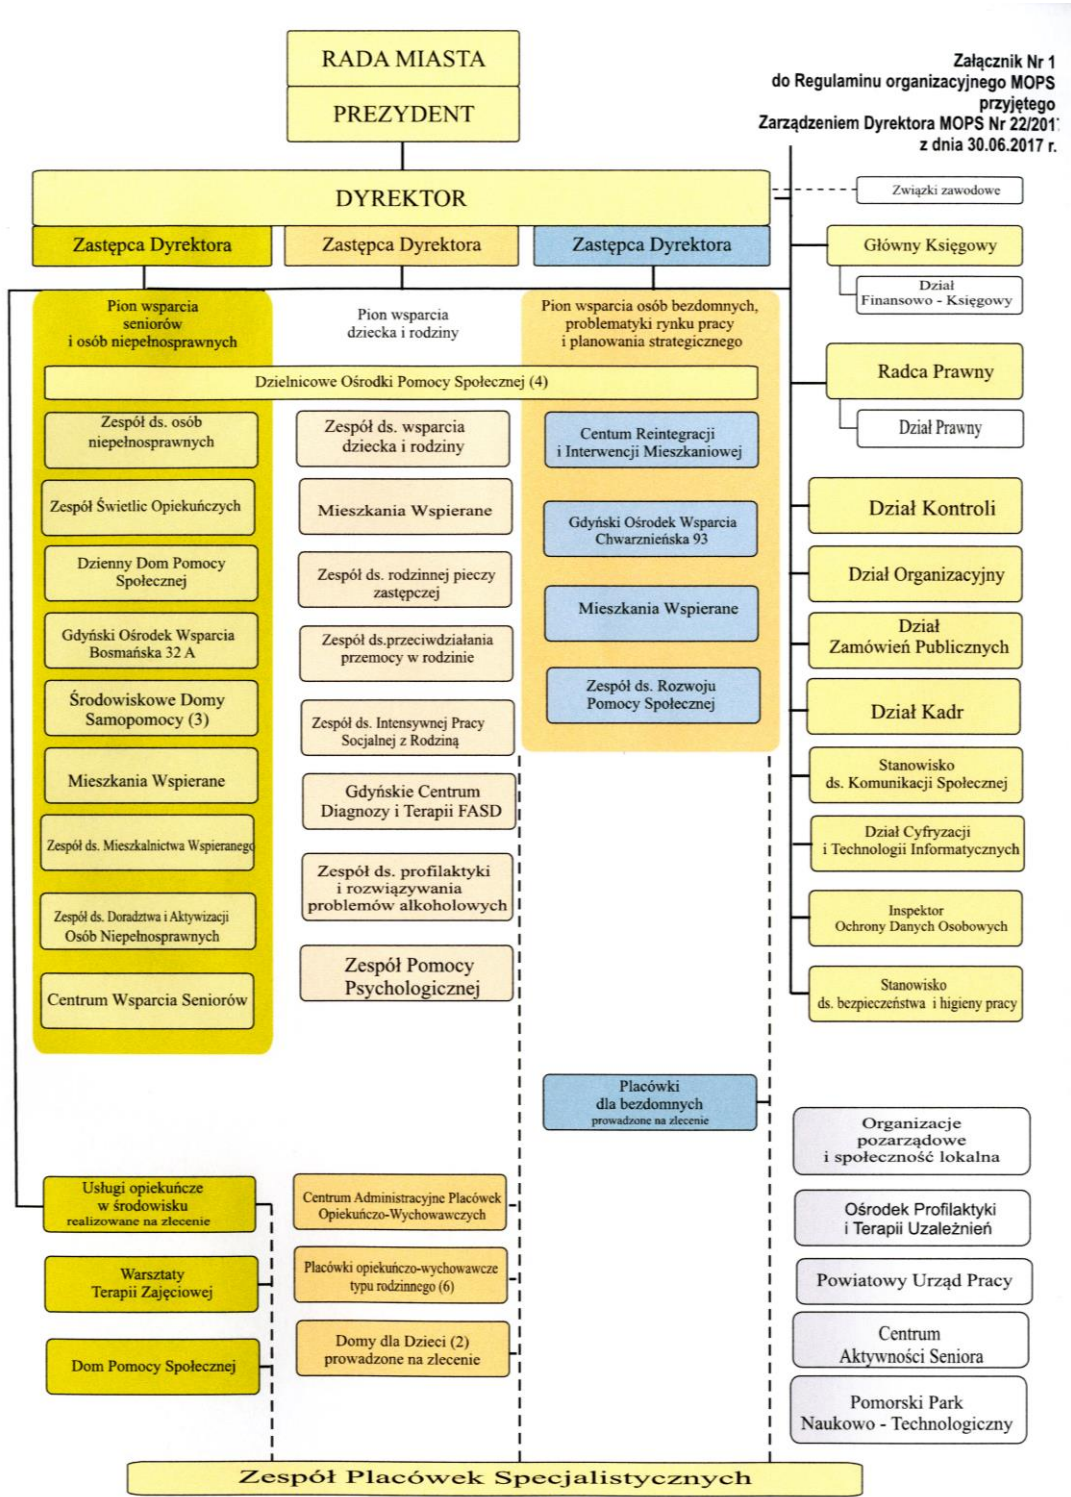 RADA MIASTA
PREZYDENT
Załącznik Nr 1
do Regulaminu organizacyjnego MOPS
przyjętego
Zarządzeniem Dyrektora MOPS Nr 22/201
z dnia 30.06.2017 r.
DYREKTOR
Związki zawodowe
Zastępca Dyrektora
Zastępca Dyrektora
Zastępca Dyrektora
Główny Księgowy
Dział
Finansowo - Księgowy
Radca Prawny
Dział Prawny
Dział Kontroli
Dział Organizacyjny
Dział
Zamówień Publicznych
Dział Kadr
Stanowisko
ds. Komunikacji Społecznej
Dział Cyfryzacji
i Technologii Informatycznych
Inspektor
Ochrony Danych Osobowych
Stanowisko
ds. bezpieczeństwa i higieny pracy
Pion wsparcia
seniorów
i osób niepełnosprawnych
Pion wsparcia
dziecka i rodziny
Pion wsparcia osób bezdomnych,
problematyki rynku pracy
i planowania strategicznego
Dzielnicowe Ośrodki Pomocy Społecznej (4)
Zespół ds. osób
niepełnosprawnych
Zespół Świetlic Opiekuńczych
Dzienny Dom Pomocy
Społecznej
Gdyński Ośrodek Wsparcia
Bosmańska 32 A
Środowiskowe Domy
Samopomocy (3)
Mieszkania Wspierane
Zespół ds. Mieszkalnictwa Wspieranego
Zespół ds. Doradztwa i Aktywizacji
Osób Niepełnosprawnych
Centrum Wsparcia Seniorów
Zespół ds. wsparcia
dziecka i rodziny
Mieszkania Wspierane
Zespół ds. rodzinnej pieczy
zastępczej
Zespół ds.przeciwdziałania
przemocy w rodzinie
Zespół ds. Intensywnej Pracy
Socjalnej z Rodziną
Gdyńskie Centrum
Diagnozy i Terapii FASD
Zespół ds. profilaktyki
i rozwiązywania
problemów alkoholowych
Zespół Pomocy
Psychologicznej
Centum Reintegracji
i Interwencji Mieszkaniowej
Gdyński Ośrodek Wsparcia
Chwarznieńska 93
Mieszkania Wspierane
Zespół ds. Rozwoju
Pomocy Społecznej
Placówki
dla bezdomnych
prowadzone na zlecenie
Usługi opiekuńcze
w środowisku
realizowane na zlecenie
Warsztaty
Terapii Zajęciowej
Dom Pomocy Społecznej
Centrum Administracyjne Placówek
Opiekuńczo-Wychowawczych
Placówki opiekuńczo-wychowawcze
typu rodzinnego (6)
Domy dla Dzieci (2)
prowadzone na zlecenie
Organizacje
pozarządowe
i społeczność lokalna
Ośrodek Profilaktyki
i Terapii Uzależnień
Powiatowy Urząd Pracy
Centrum
Aktywności Seniora
Pomorski Park
Naukowo - Technologiczny
Zespół Placówek Specjalistycznych